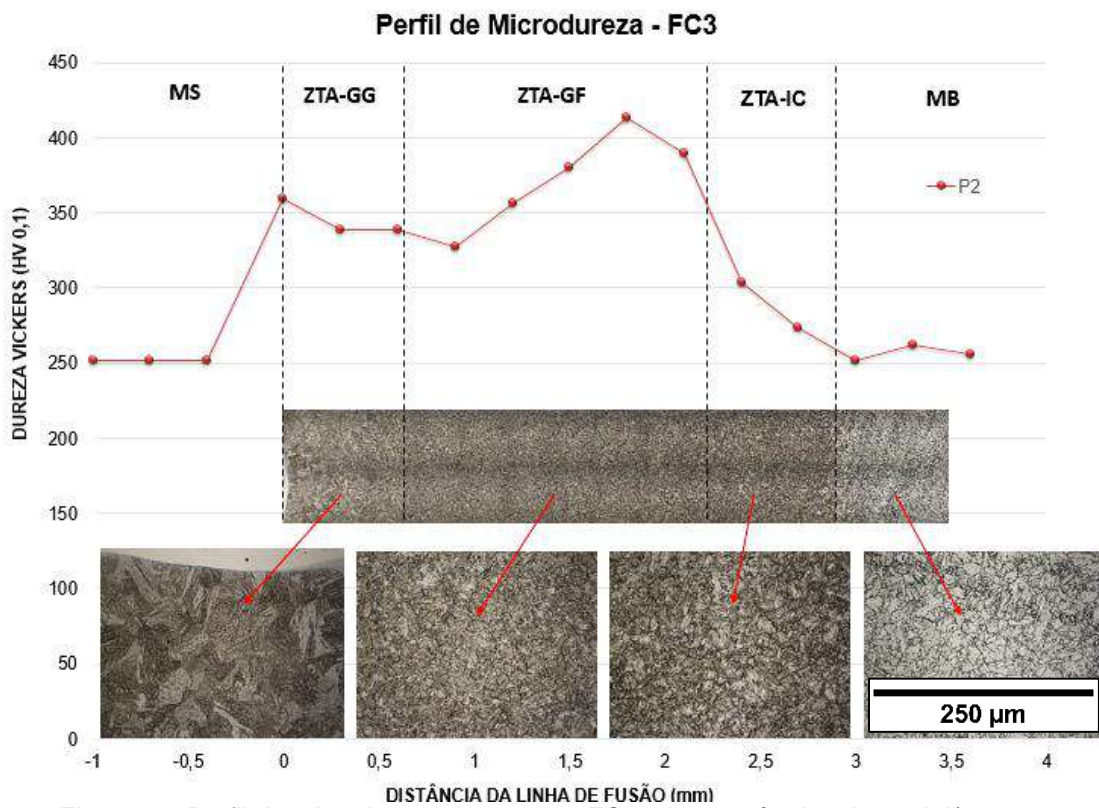 Perfil de Microdureza - FC3
450
400
350
300
250
200
150
100
50
0
DUREZA VICKERS (HV 0,1)
MS
ZTA-GG
ZTA-GF
ZTA-IC
MB
P2
250 µm
-1
-0,5
0
0,5
1
1,5
2
2,5
3
3,5
4
DISTÂNCIA DA LINHA DE FUSÃO (mm)